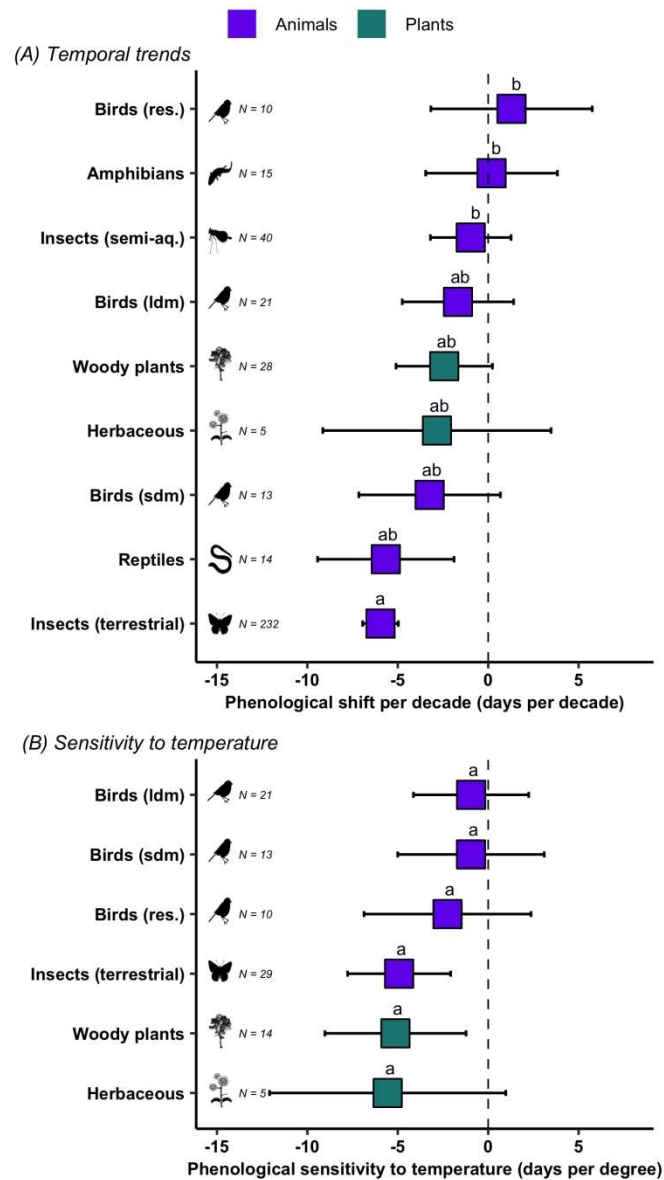 Animals Plants
(A) Temporal trends
Birds (res.) N = 10 b
Amphibians N = 15 b
Insects (semi-aq.) N = 40 b
Birds (ldm) N = 21 ab
Woody plants N = 28 ab
Herbaceous N = 5 ab
Birds (sdm) N = 13 ab
Reptiles N = 14 ab
Insects (terrestrial) N = 232 a
-15 -10 -5 0 5
Phenological shift per decade (days per decade)
(B) Sensitivity to temperature
Birds (ldm) N = 21 a
Birds (sdm) N = 13 a
Birds (res.) N = 10 a
Insects (terrestrial) N = 29 a
Woody plants N = 14 a
Herbaceous N = 5 a
-15 -10 -5 0 5
Phenological sensitivity to temperature (days per degree)